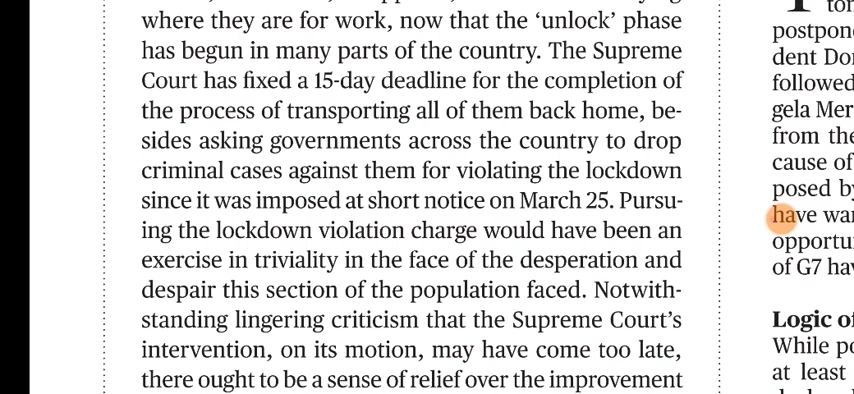 where they are for work, now that the ‘unlock’ phase
has begun in many parts of the country. The Supreme
Court has fixed a 15-day deadline for the completion of
the process of transporting all of them back home, be-
sides asking governments across the country to drop
criminal cases against them for violating the lockdown
since it was imposed at short notice on March 25. Pursu-
ing the lockdown violation charge would have been an
exercise in triviality in the face of the desperation and
despair this section of the population faced. Notwith-
standing lingering criticism that the Supreme Court’s
intervention, on its motion, may have come too late,
there ought to be a sense of relief over the improvement
postpon
dent Do
followed
gela Mer
from the
cause of
posed by
have wa
opportu
of G7 ha
Logic of
While po
at least